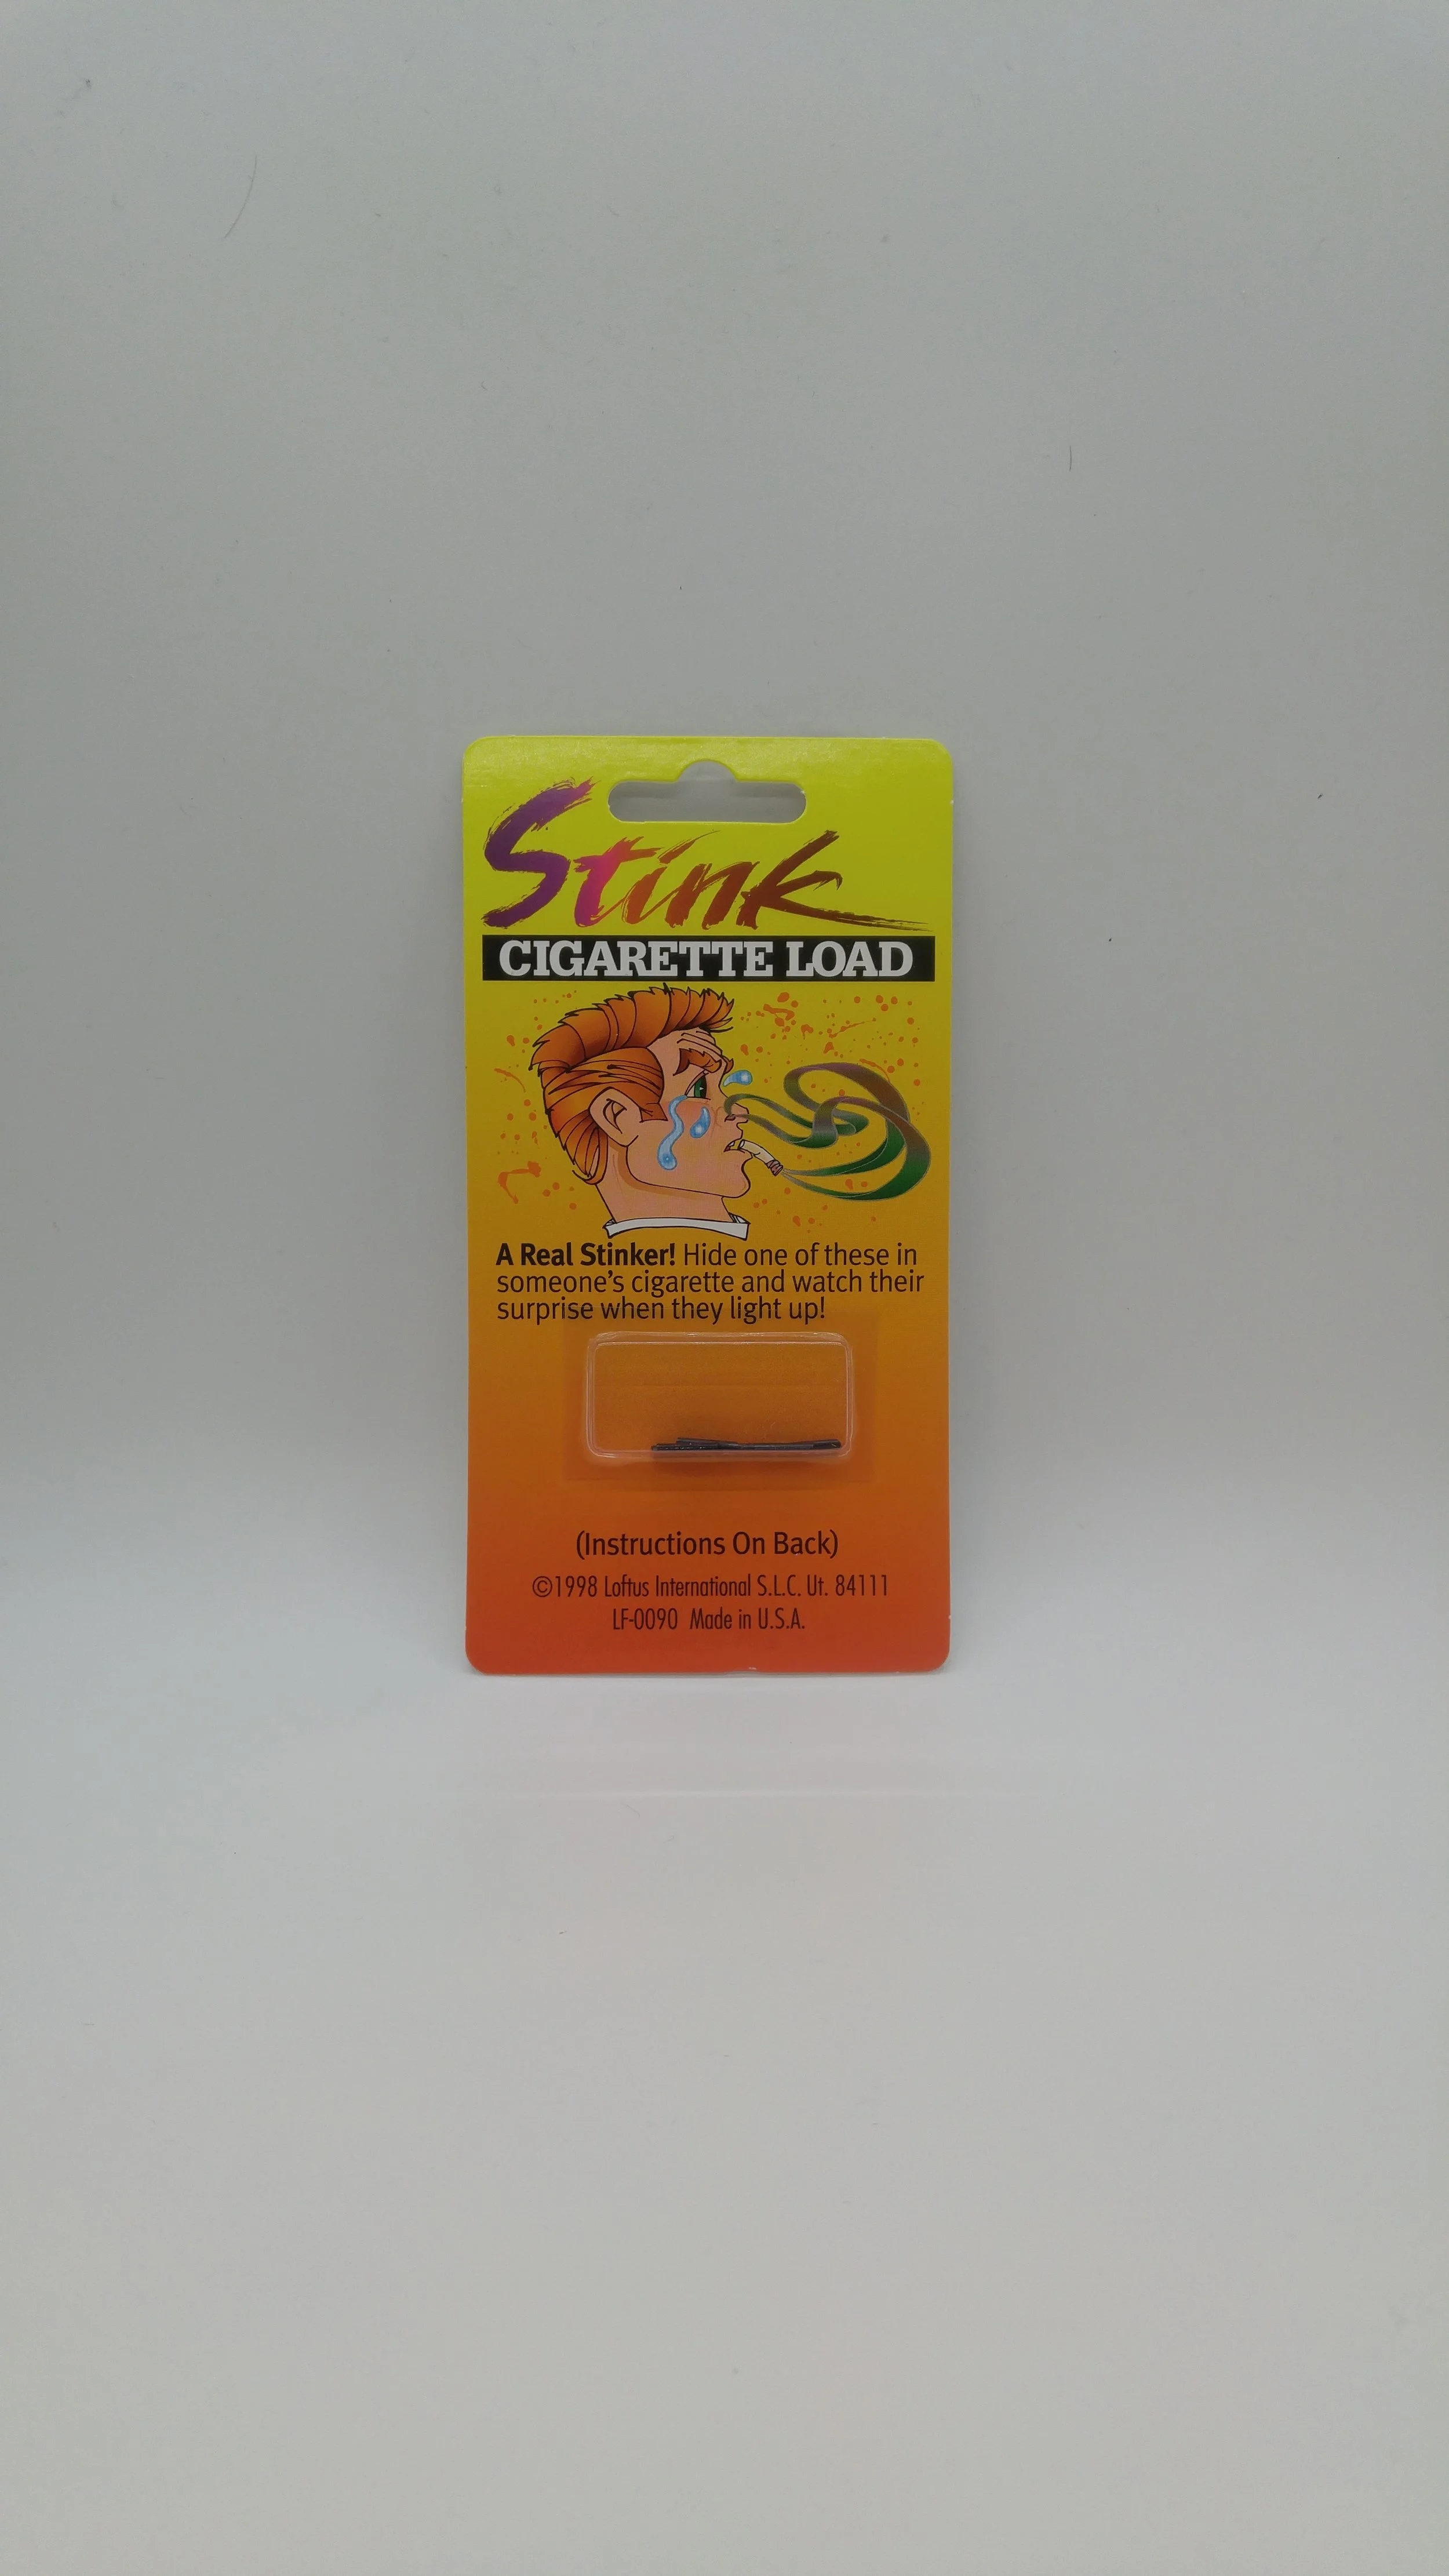 Stink
CIGARETTE LOAD
A Real Stinker! Hide one of these in
someone's cigarette and watch their
surprise when they light up!
(Instructions On Back)
©1998 Loftus International S.L.C. Ut. 84111
LF-0090 Made in U.S.A.